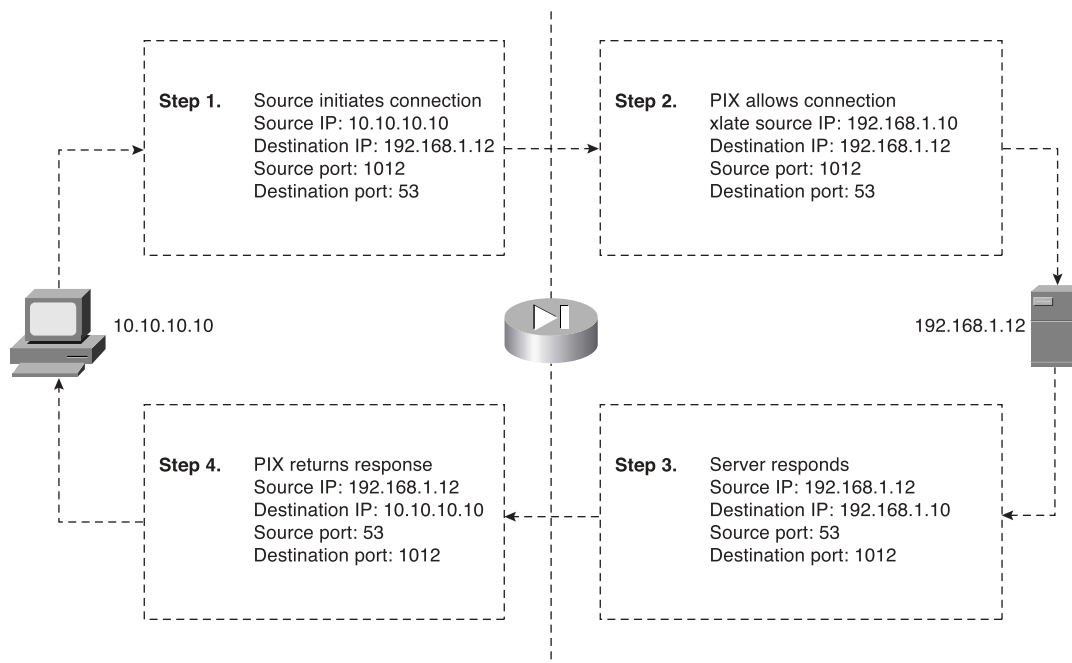 Step 1. Source initiates connection
Source IP: 10.10.10.10
Destination IP: 192.168.1.12
Source port: 1012
Destination port: 53
Step 2. PIX allows connection
xlate source IP: 192.168.1.10
Destination IP: 192.168.1.12
Source port: 1012
Destination port: 53
10.10.10.10
192.168.1.12
Step 4. PIX returns response
Source IP: 192.168.1.12
Destination IP: 10.10.10.10
Source port: 53
Destination port: 1012
Step 3. Server responds
Source IP: 192.168.1.12
Destination IP: 192.168.1.10
Source port: 53
Destination port: 1012